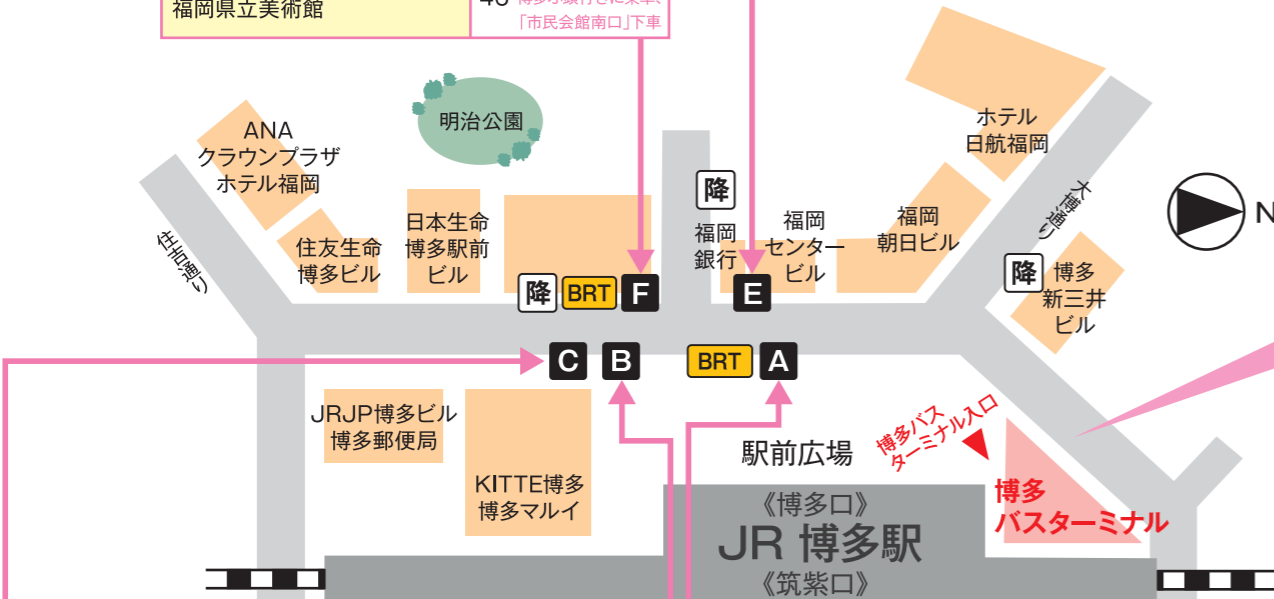 福岡県立美術館
「市民会館南口」下車
明治公園
ANA
クラウンプラザ
ホテル福岡
ホテル
日航福岡
大博通り
N
降
日本生命
博多駅前
ビル
住友生命
博多ビル
住吉通り
福岡
銀行
福岡
センター
ビル
福岡
朝日ビル
降
博多
新三井
ビル
降
BRT
F
E
C
B
BRT
A
JRJP博多ビル
博多郵便局
KITTE博多
博多マルイ
駅前広場
博多バス
ターミナル入口
博多
バスターミナル
《博多口》
JR 博多駅
《筑紫口》